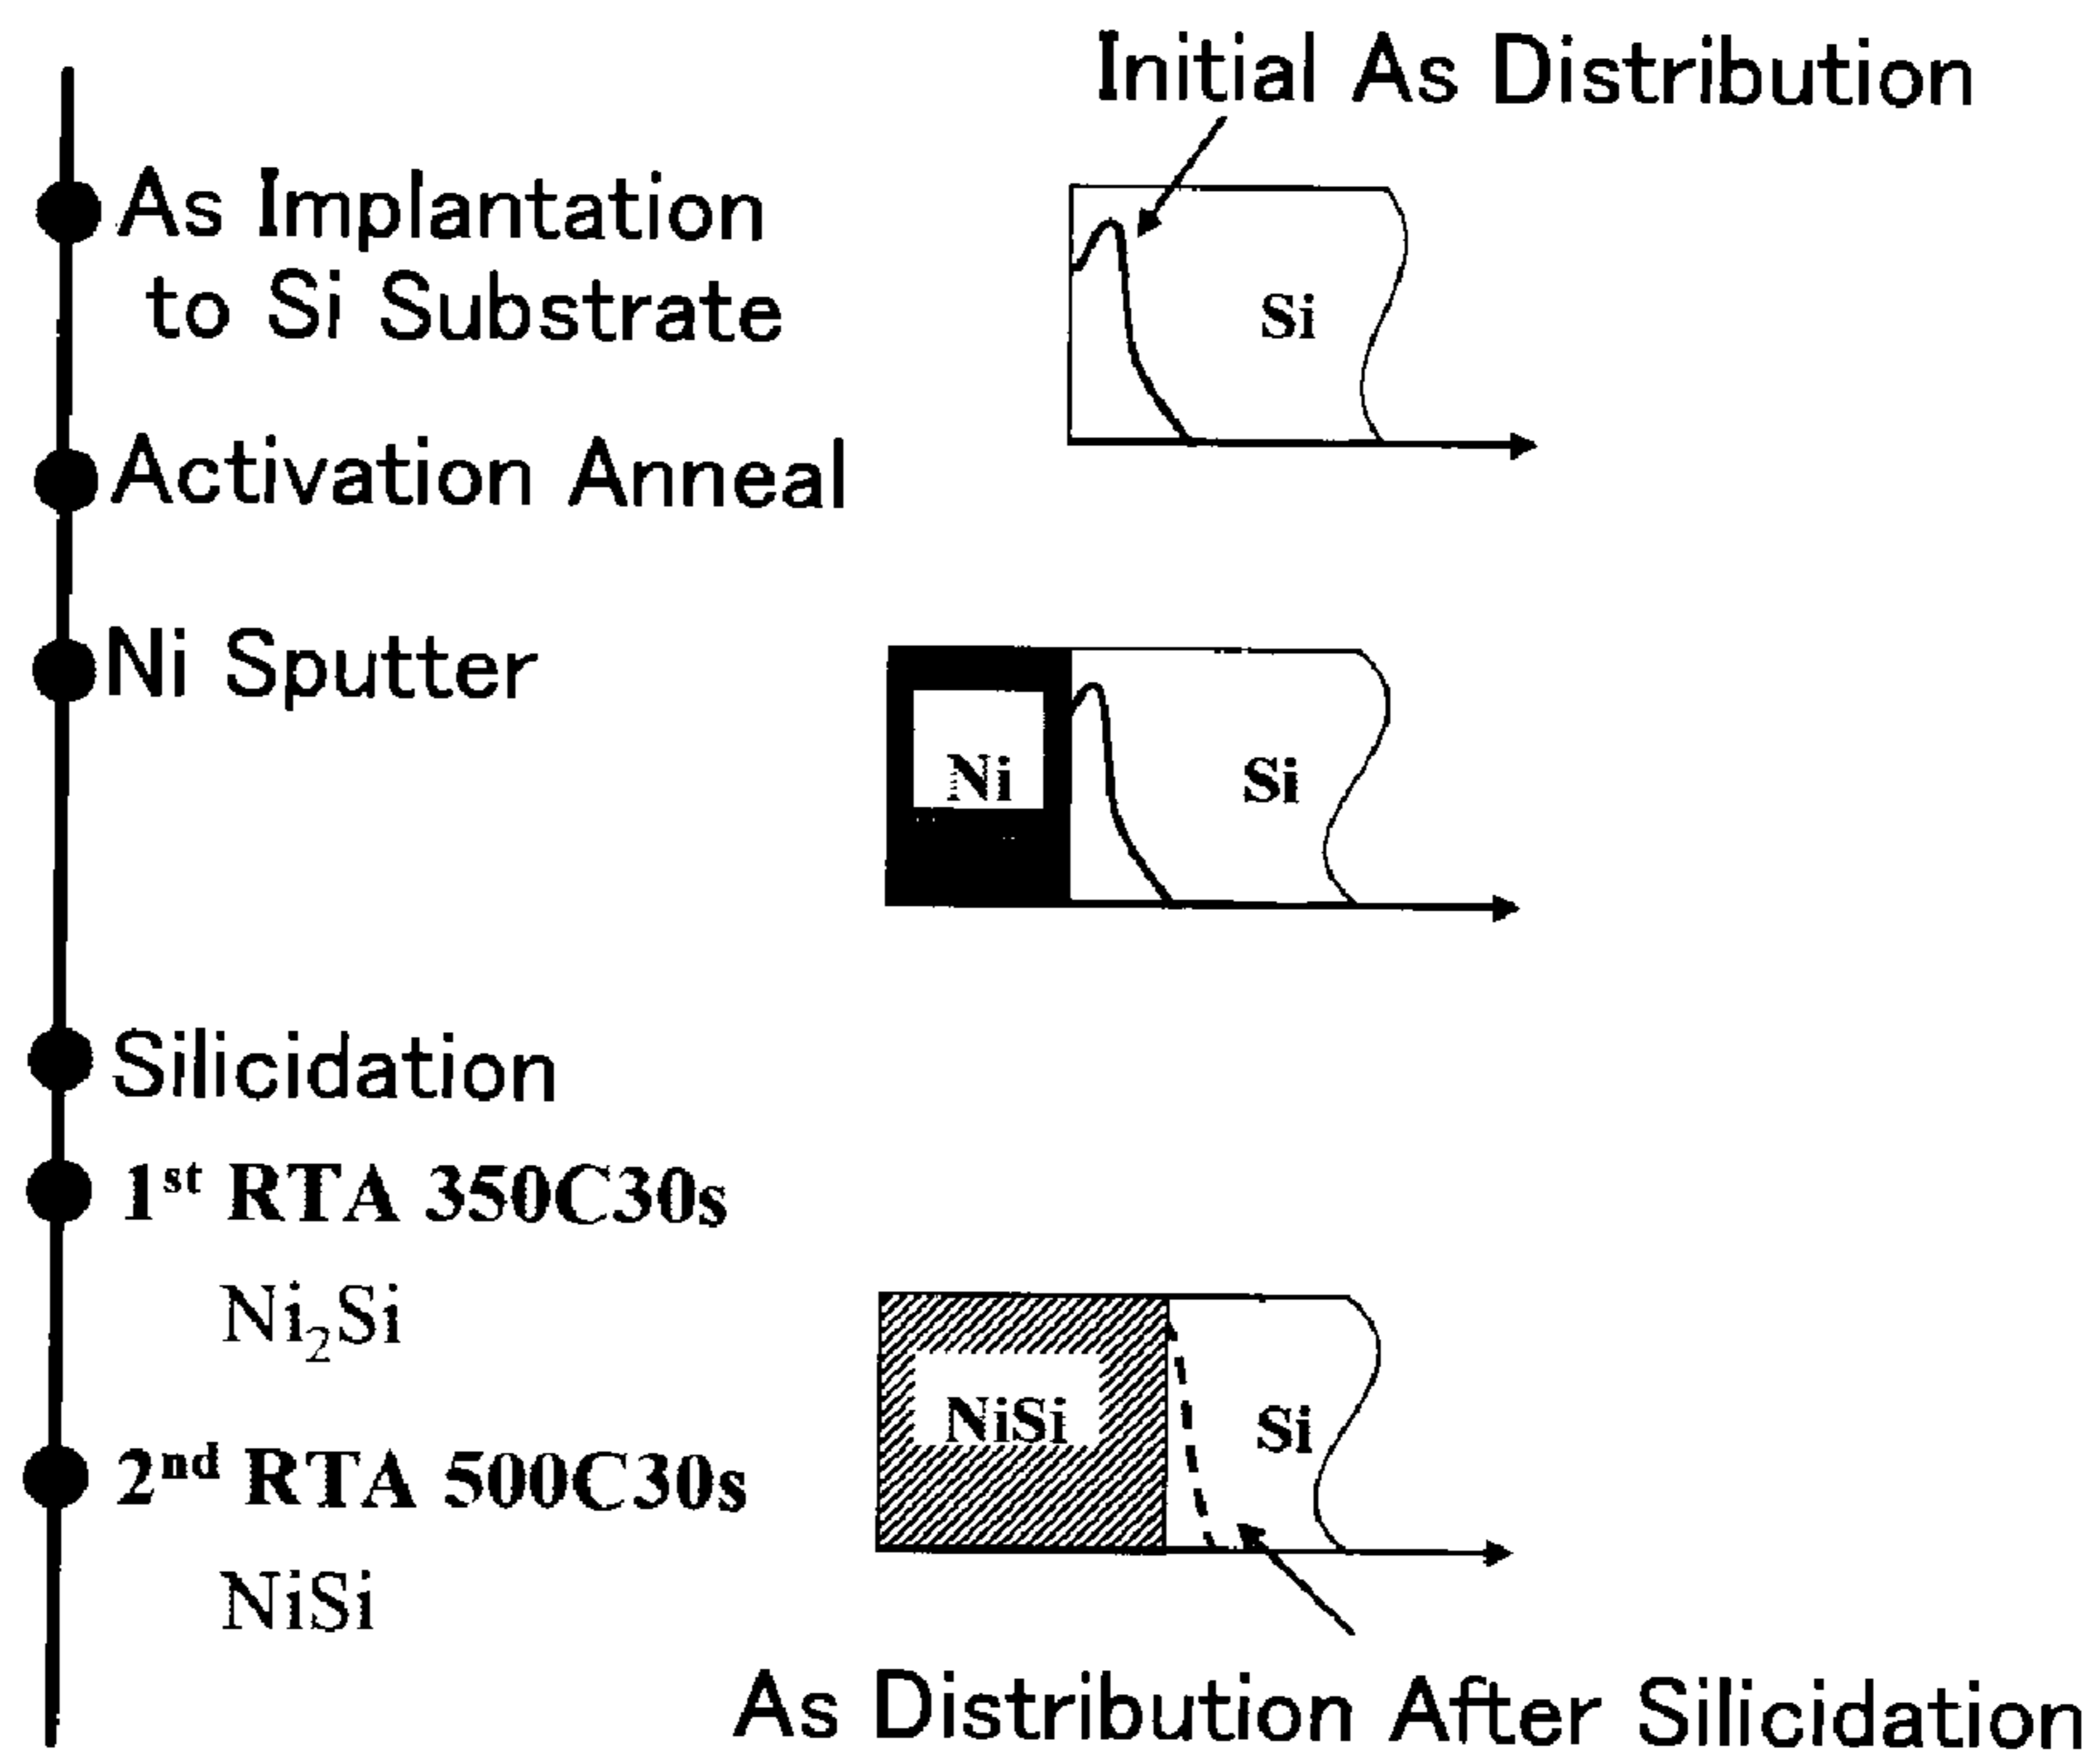 Initial As Distribution
As Implantation
to Si Substrate
Si
Activation Anneal
Ni Sputter
Ni
Si
Silicidation
1st RTA 350C30s
Ni2Si
NiSi
Si
2nd RTA 500C30s
NiSi
As Distribution After Silicidation